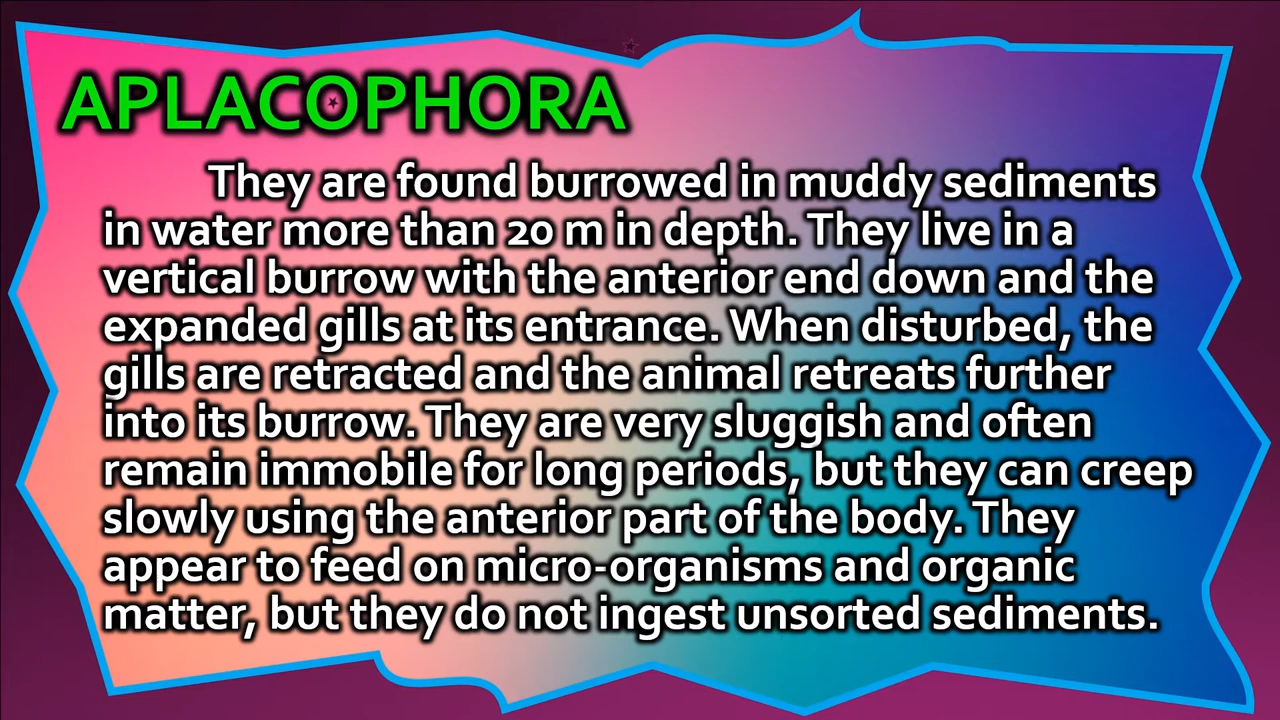 APLACOPHORA
They are found burrowed in muddy sediments
in water more than 20 m in depth. They live in a
vertical burrow with the anterior end down and the
expanded gills at its entrance. When disturbed, the
gills are retracted and the animal retreats further
into its burrow. They are very sluggish and often
remain immobile for long periods, but they can creep
slowly using the anterior part of the body. They
appear to feed on micro-organisms and organic
matter, but they do not ingest unsorted sediments.